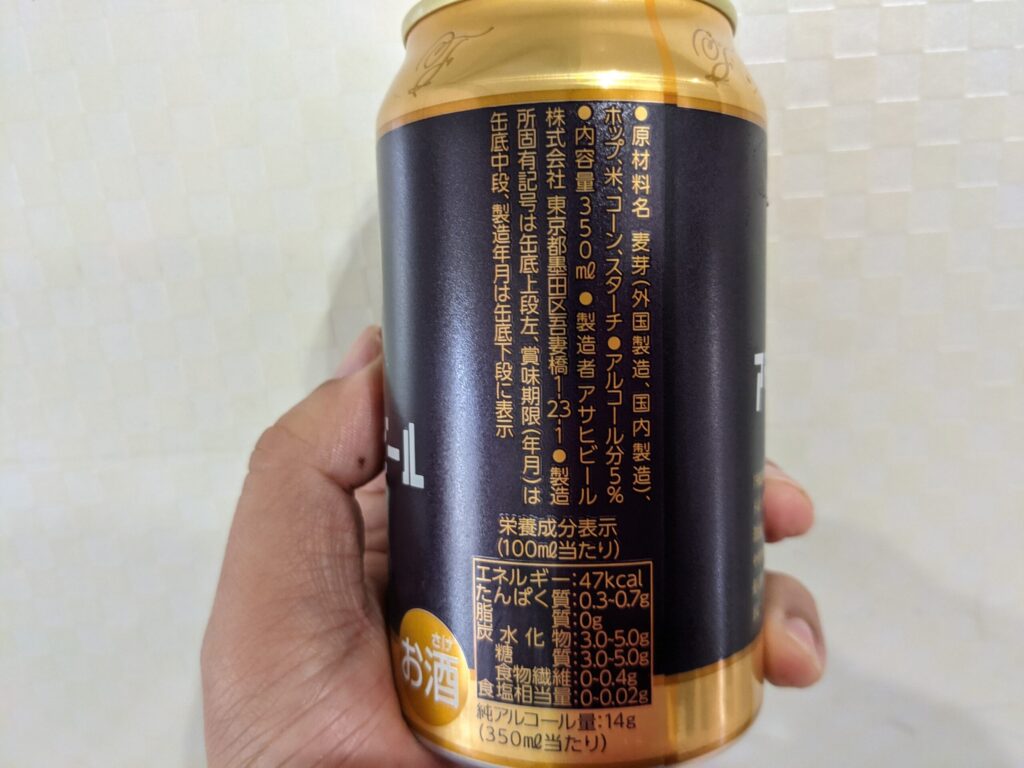 ●原材料名 麦芽(外国製造、国内製造)、
ホップ、米、コーン、スターチ●アルコール分5%
●内容量350㎖●製造者アサヒビール
株式会社 東京都墨田区吾妻橋1-23-1●製造
所固有記号は缶底上段左、賞味期限(年月)は
缶底中段、製造年月は缶底下段に表示
栄養成分表示
(100㎖当たり)
エネルギー:47kcal
たんぱく質:0.3~0.7g
脂質:0g
炭水化物:3.0~5.0g
糖質:3.0~5.0g
食物繊維:0~0.4g
食塩相当量:0~0.02g
純アルコール量:14g
(350㎖当たり)
さけ
お酒
ール